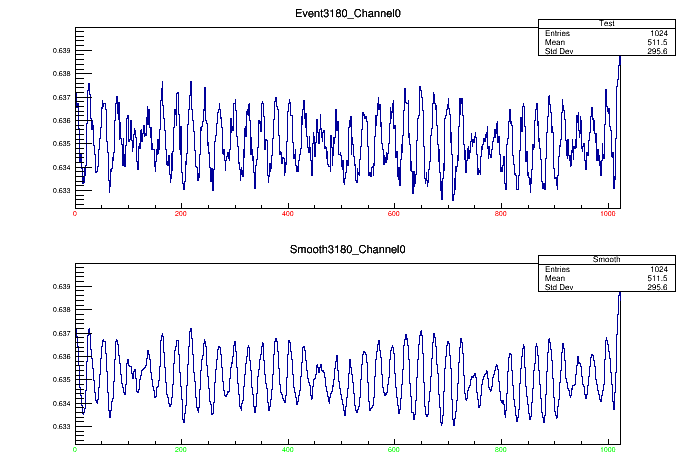 Event3180_Channel0
Test
Entries 1024
Mean 511.5
Std Dev 295.6
0.639
0.638
0.637
0.636
0.635
0.634
0.633
0 200 400 600 800 1000
Smooth3180_Channel0
Smooth
Entries 1024
Mean 511.5
Std Dev 295.6
0.639
0.638
0.637
0.636
0.635
0.634
0.633
0 200 400 600 800 1000